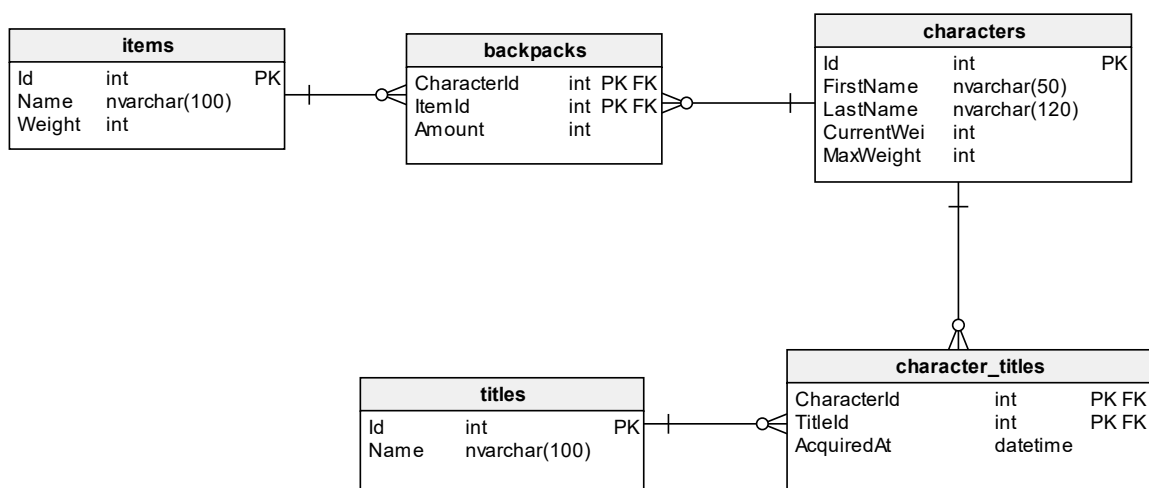 items
Id int PK
Name nvarchar(100)
Weight int
backpacks
CharacterId int PK FK
ItemId int PK FK
Amount int
characters
Id int PK
FirstName nvarchar(50)
LastName nvarchar(120)
CurrentWei int
MaxWeight int
titles
Id int PK
Name nvarchar(100)
character_titles
CharacterId int PK FK
TitleId int PK FK
AcquiredAt datetime